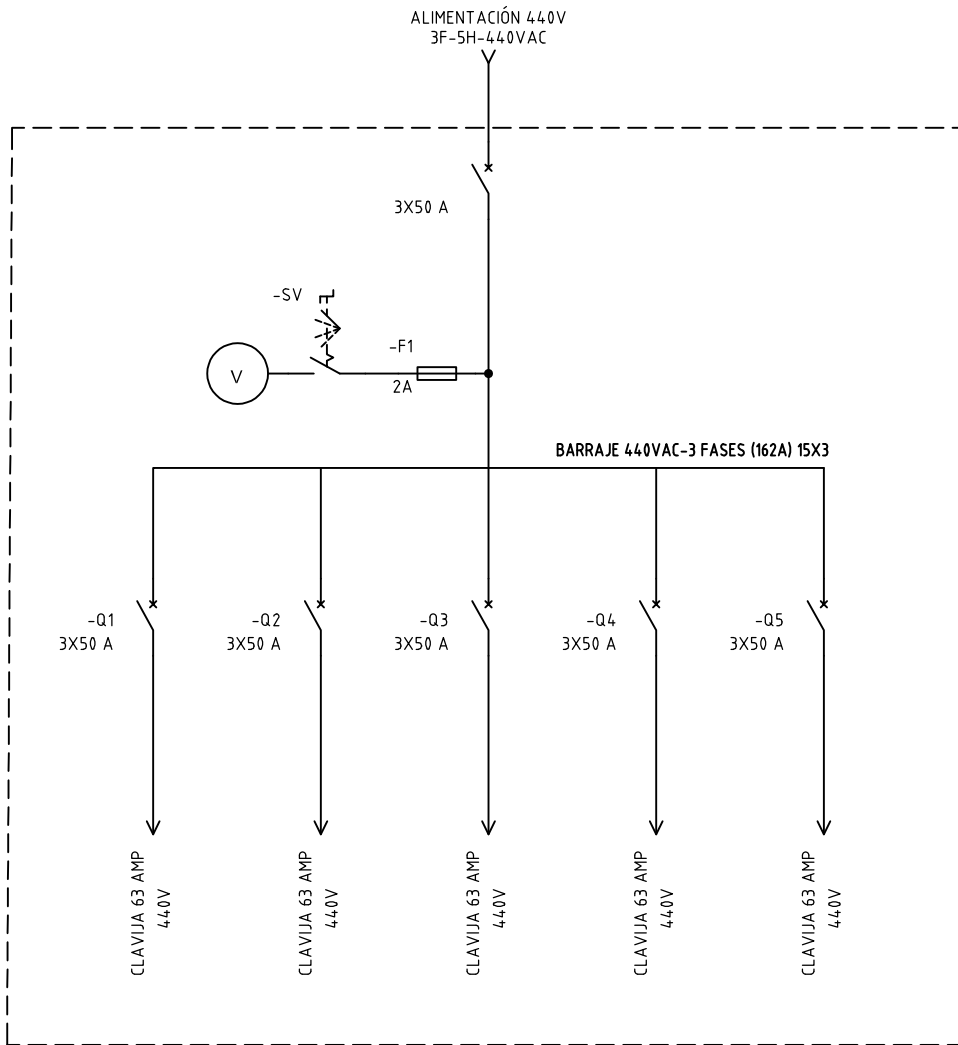 ALIMENTACIÓN 440V
3F-5H-440VAC
3X50 A
-SV
-F1
V
2A
BARRAJE 440VAC-3 FASES (162A) 15X3
-Q1
3X50 A
-Q2
3X50 A
-Q3
3X50 A
-Q4
3X50 A
-Q5
3X50 A
CLAVIJA 63 AMP
440V
CLAVIJA 63 AMP
440V
CLAVIJA 63 AMP
440V
CLAVIJA 63 AMP
440V
CLAVIJA 63 AMP
440V